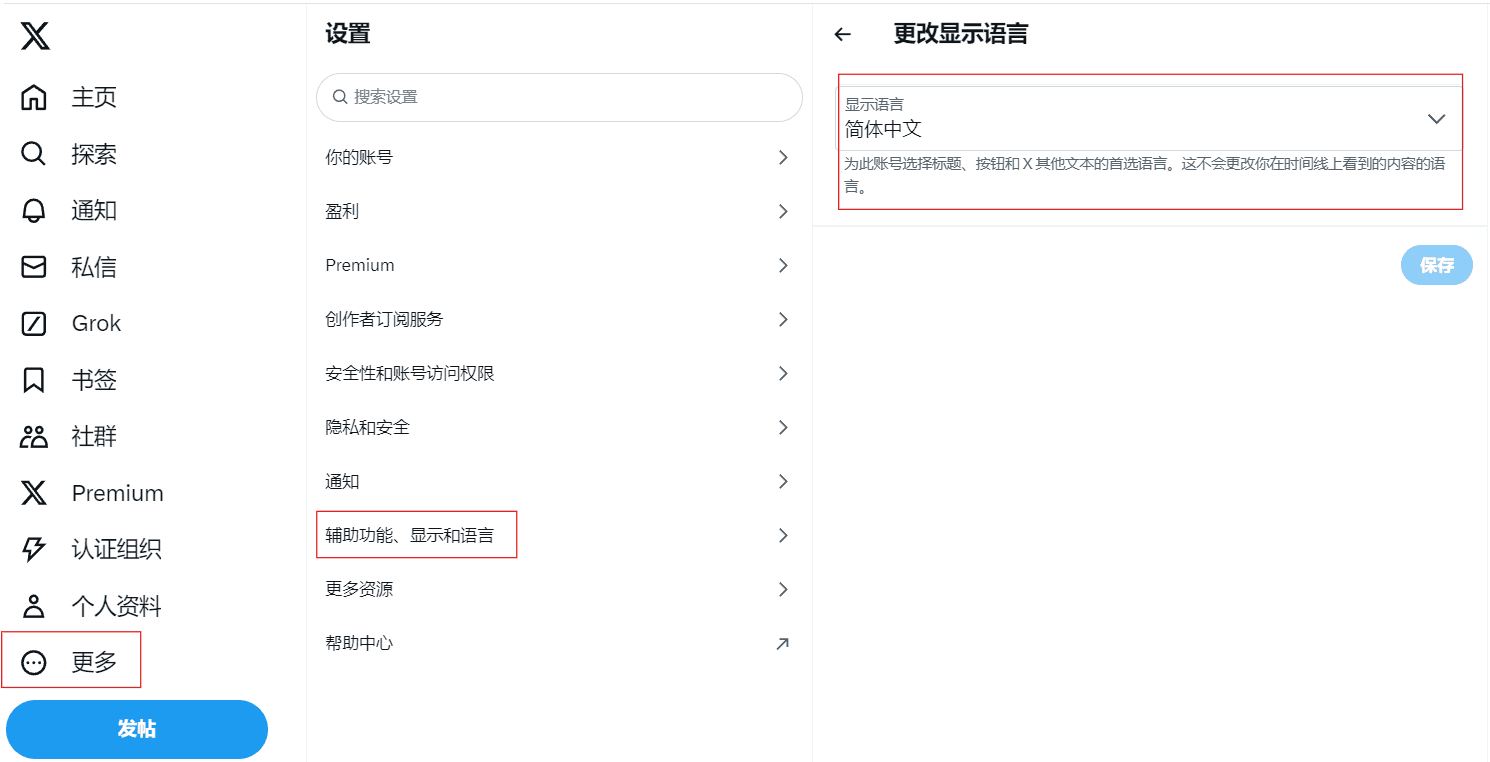 主页
探索
通知
私信
Grok
书签
社群
Premium
认证组织
个人资料
更多
发帖
设置
搜索设置
你的账号
盈利
Premium
创作者订阅服务
安全性和账号访问权限
隐私和安全
通知
辅助功能、显示和语言
更多资源
帮助中心
更改显示语言
显示语言
简体中文
为此账号选择标题、按钮和 X 其他文本的首选语言。这不会更改你在时间线上看到的内容的语
言。
保存